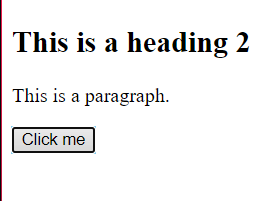 This is a heading 2
This is a paragraph.
Click me